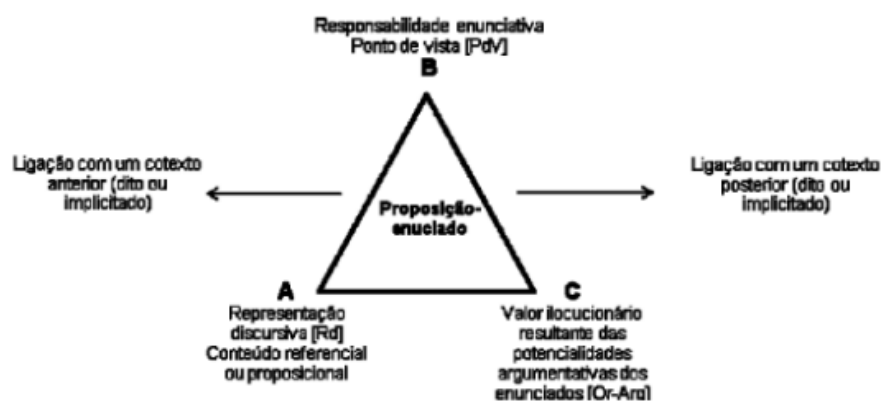 Responsabilidade enunciativa
Ponto de vista [PdV]
B
Ligação com um cotexto
anterior (dito ou
implicitado)
Ligação com um cotexto
posterior (dito ou
implicitado)
Proposição-
enuclado
A
Representação
discursiva [Rd]
Conteúdo referencial
ou proposicional
C
Valor ilocucionário
resultante das
potencialidades
argumentativas dos
enunciados [Or-Arg]